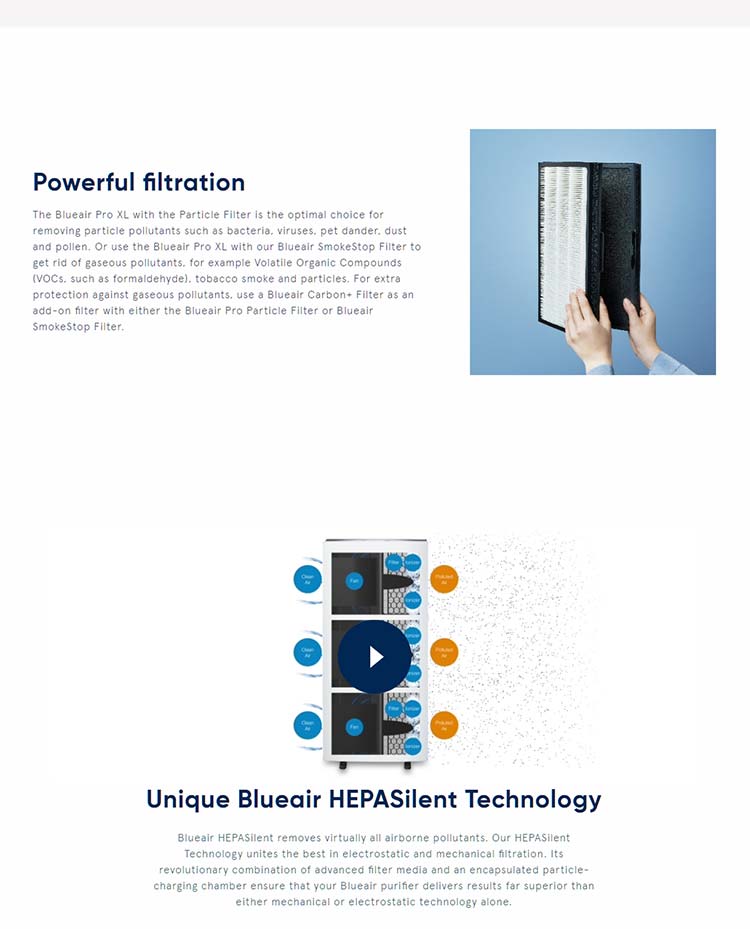 Powerful filtration
The Blueair Pro XL with the Particle Filter is the optimal choice for
removing particle pollutants such as bacteria, viruses, pet dander, dust
and pollen. Or use the Blueair Pro XL with our Blueair SmokeStop Filter to
get rid of gaseous pollutants, for example Volatile Organic Compounds
(VOCs, such as formaldehyde), tobacco smoke and particles. For extra
protection against gaseous pollutants, use a Blueair Carbon+ Filter as an
add-on filter with either the Blueair Pro Particle Filter or Blueair
SmokeStop Filter.
Filter Ionizer
Clean
Air
Fan
Polluted
Air
Ionizer
Ionizer
Clean
Air
Polluted
Air
Ionizer
Filter Ionizer
Clean
Air
Fan
Polluted
Air
Ionizer
Unique Blueair HEPASilent Technology
Blueair HEPASilent removes virtually all airborne pollutants. Our HEPASilent
Technology unites the best in electrostatic and mechanical filtration. Its
revolutionary combination of advanced filter media and an encapsulated particle-
charging chamber ensure that your Blueair purifier delivers results far superior than
either mechanical or electrostatic technology alone.